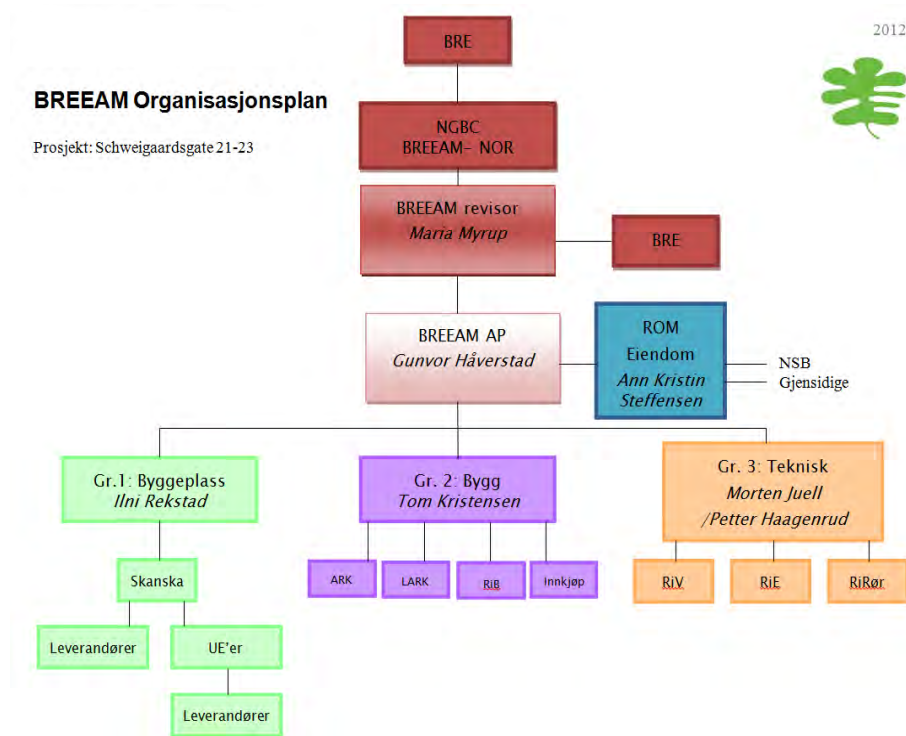 2012
BRE
BREEAM Organisasjonsplan
Prosjekt: Schweigaardsgate 21-23
NGBC
BREEAM- NOR
BREEAM revisor
Maria Myrup
BRE
BREEAM AP
Gunvor Håverstad
ROM
Eiendom
Ann Kristin
Steffensen
NSB
Gjensidige
Gr.1: Byggeplass
Ilni Rekstad
Gr. 2: Bygg
Tom Kristensen
Gr. 3: Teknisk
Morten Juell
/Petter Haagenrud
Skanska
ARK
LARK
RiB
Innkjøp
RiV
RiE
RiRør
Leverandører
UE'er
Leverandører